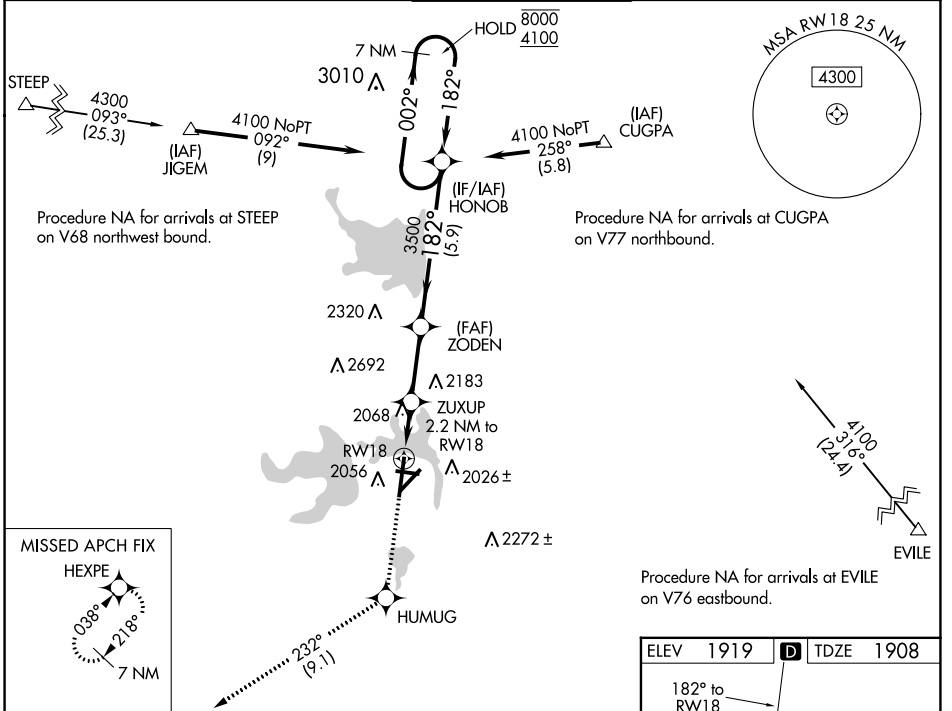 HOLD 8000
4100
7 NM
3010
002°
182°
MSA RW18 25 NM
4300
STEEP
4300
093°
(25.3)
(IAF)
JIGEM
4100 NoPT
092°
(9)
4100 NoPT
258°
(5.8)
(IAF)
CUGPA
(IF/IAF)
HONOB
Procedure NA for arrivals at STEEP
on V68 northwest bound.
Procedure NA for arrivals at CUGPA
on V77 northbound.
3500
182°
(5.9)
2320
(FAF)
ZODEN
2692
2183
2068
ZUXUP
2.2 NM to
RW18
RW18
2056
2026 ±
2272 ±
4100
316°
(24.4)
EVILE
Procedure NA for arrivals at EVILE
on V76 eastbound.
MISSED APCH FIX
HEXPE
038°
218°
7 NM
HUMUG
232°
(9.1)
ELEV 1919 D TDZE 1908
182° to
RW18